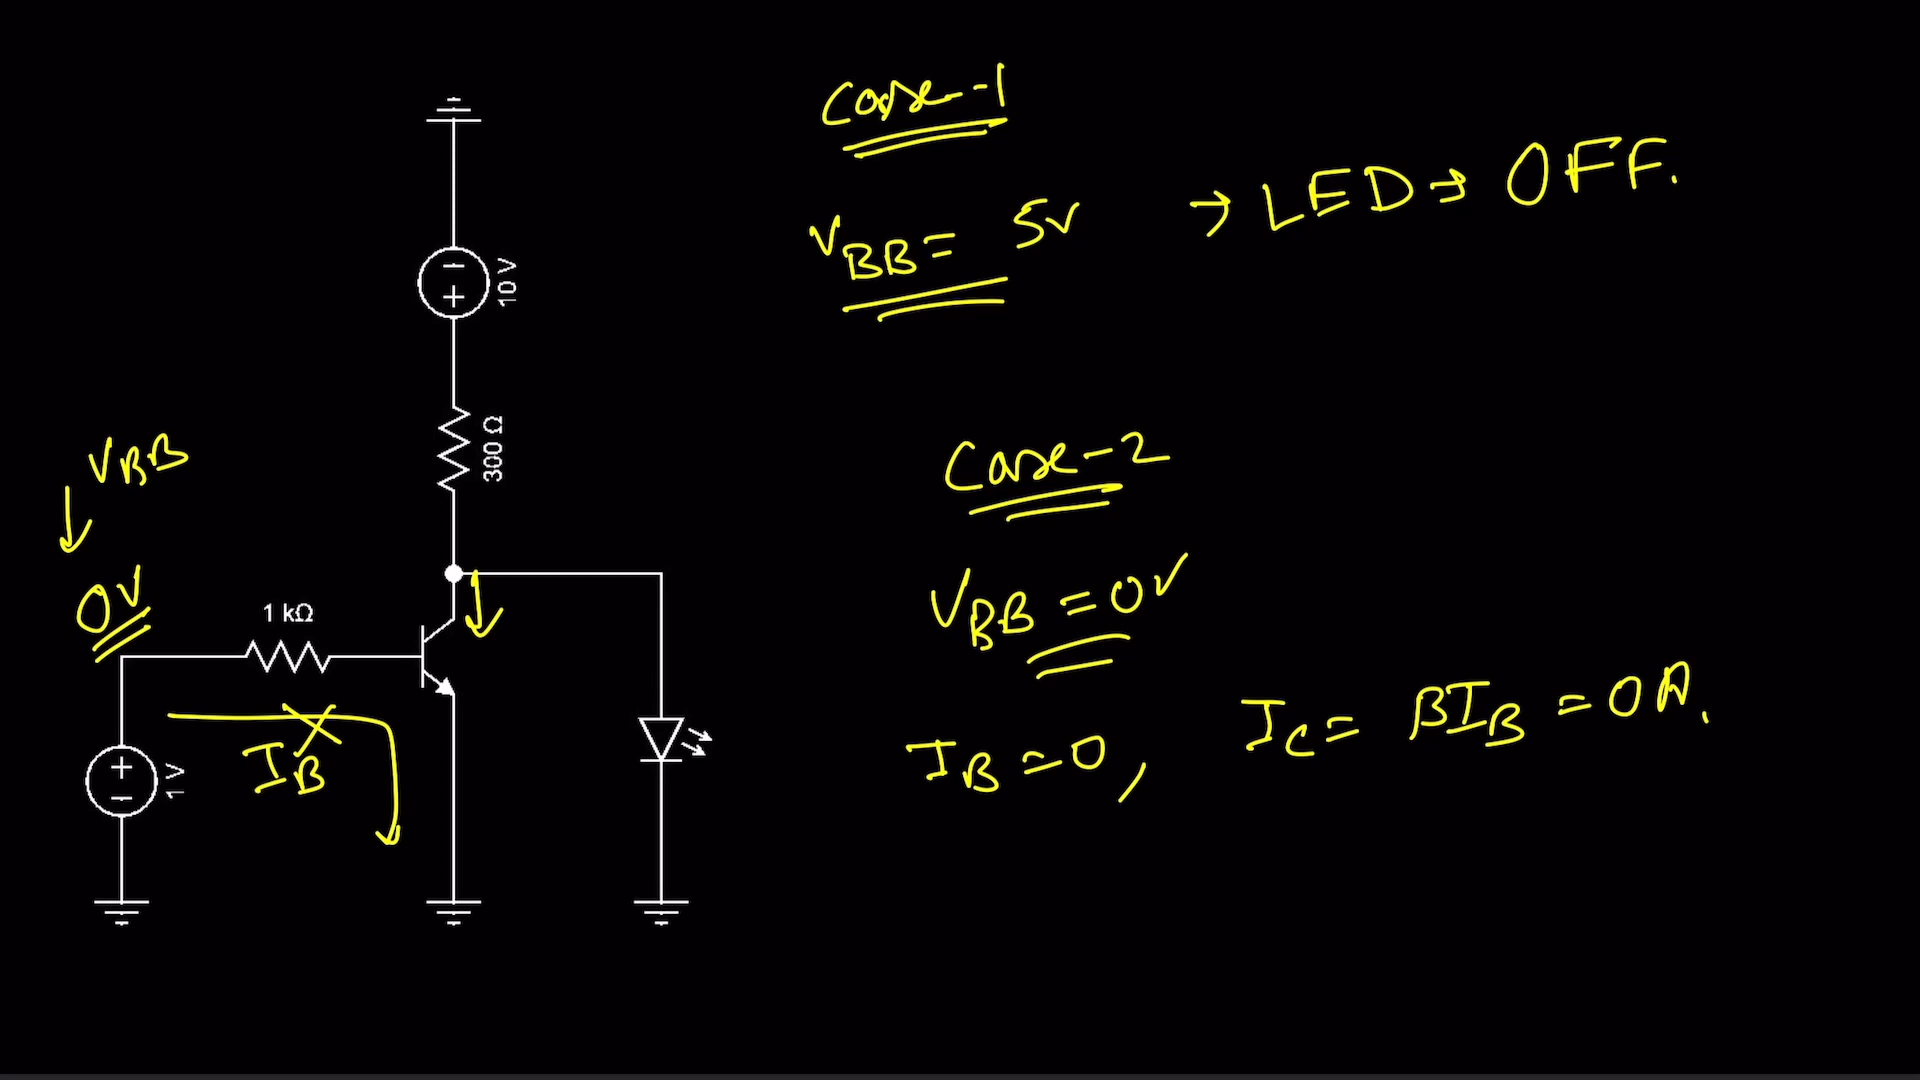 Case-1
VBB = 5V → LED → OFF.
10 V
300 Ω
VBB
0V
1 kΩ
1 V
IB
Case-2
VBB = 0V
IB = 0, IC = βIB = 0A.